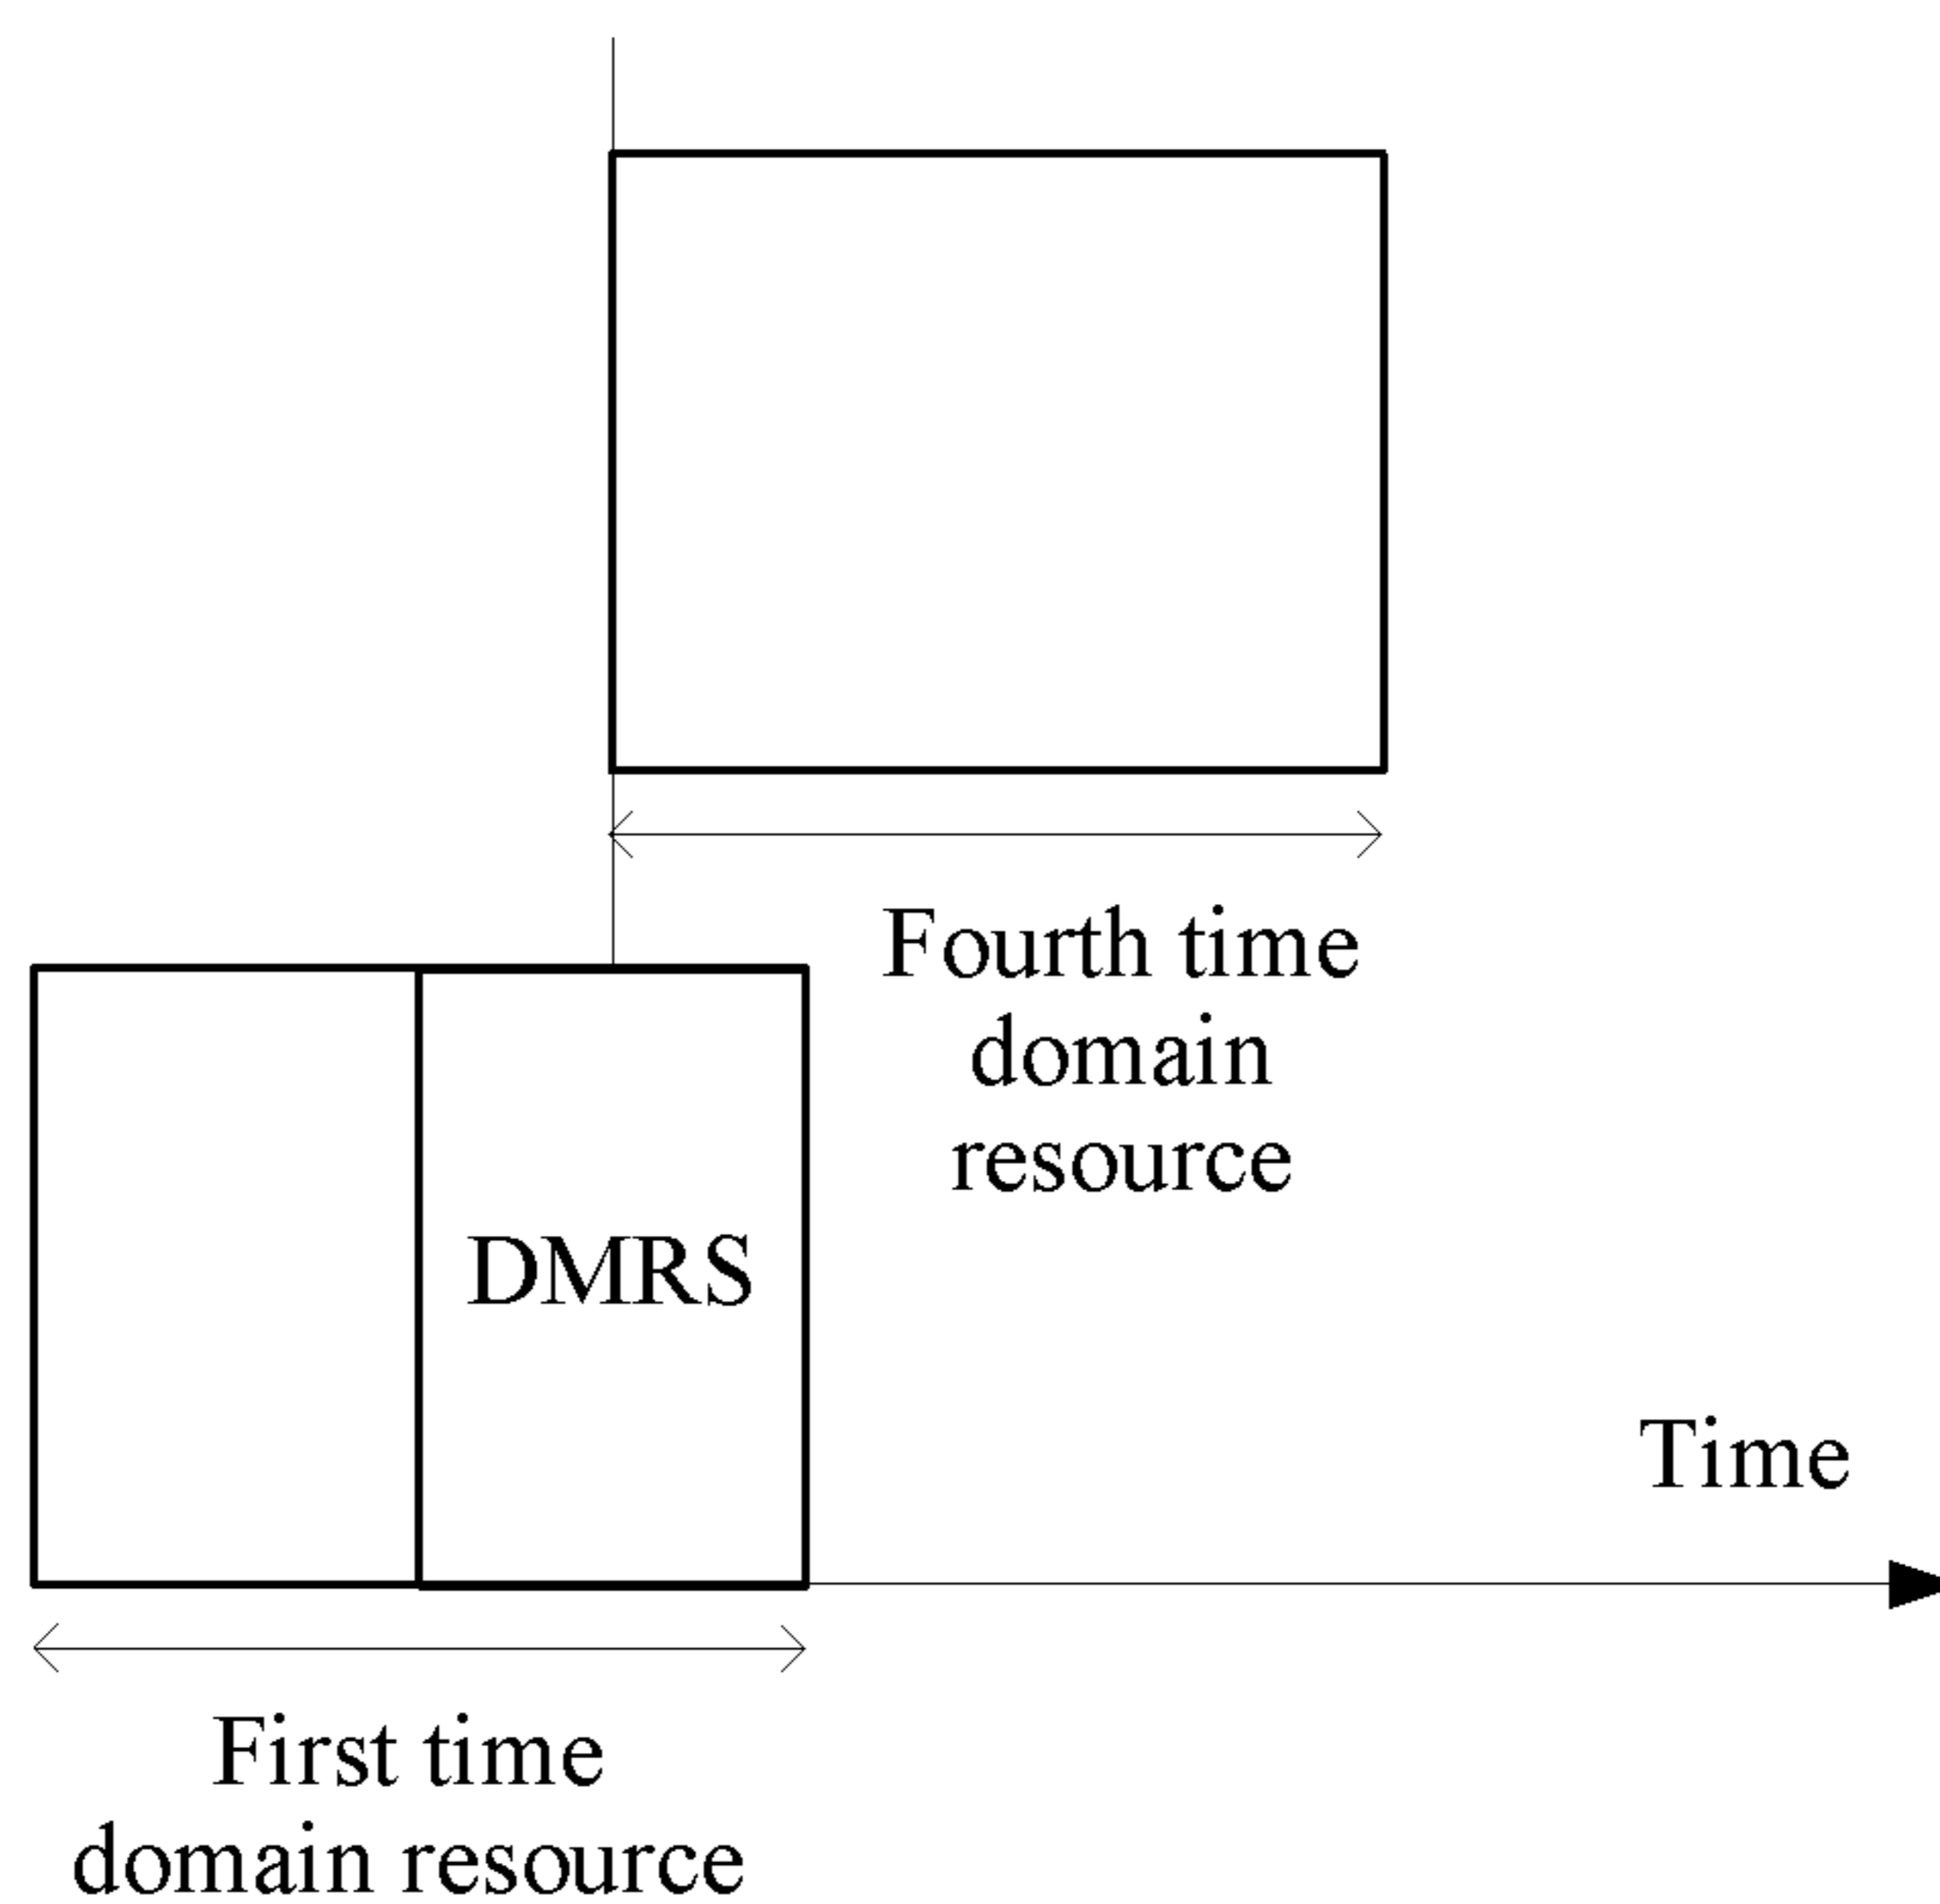 Fourth time
domain
resource
DMRS
Time
First time
domain resource